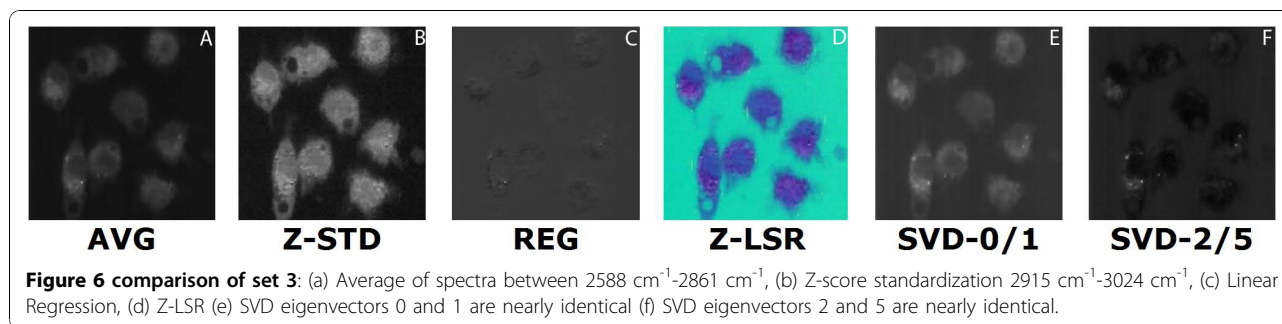 A B C D E F
AVG Z-STD REG Z-LSR SVD-0/1 SVD-2/5
Figure 6 comparison of set 3: (a) Average of spectra between 2588 cm⁻¹-2861 cm⁻¹, (b) Z-score standardization 2915 cm⁻¹-3024 cm⁻¹, (c) Linear
Regression, (d) Z-LSR (e) SVD eigenvectors 0 and 1 are nearly identical (f) SVD eigenvectors 2 and 5 are nearly identical.